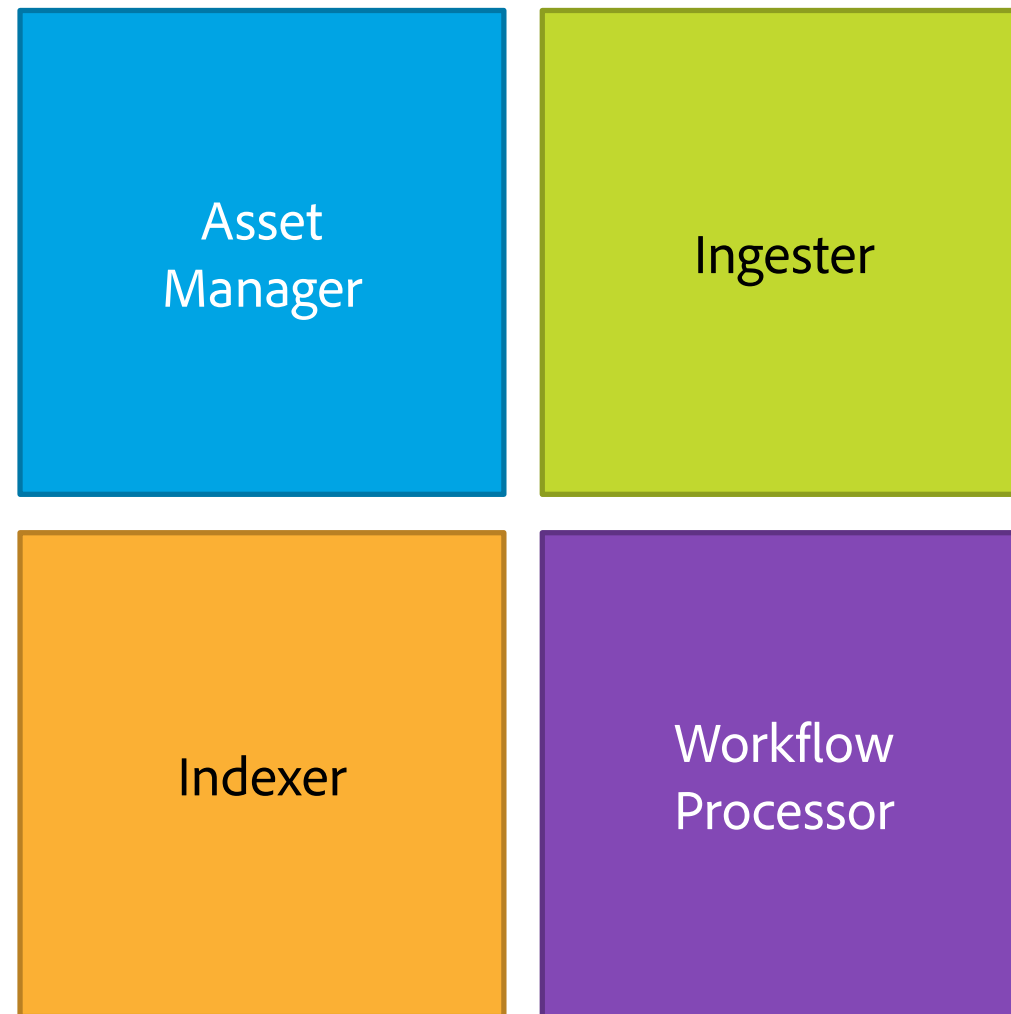 Asset
Manager
Ingester
Indexer
Workflow
Processor